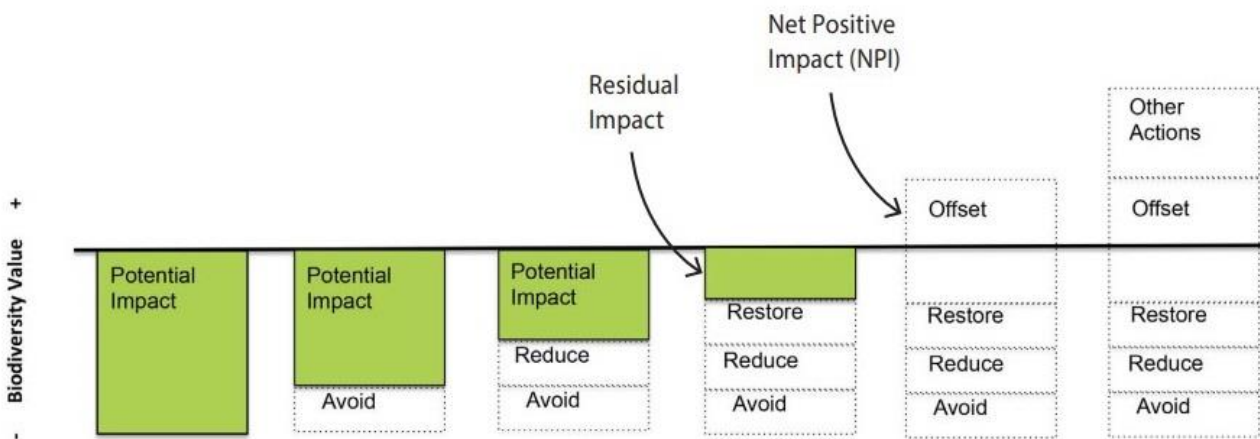 Net Positive
Impact (NPI)
Residual
Impact
Other
Actions
Offset
Offset
Biodiversity Value
+
-
Potential
Impact
Potential
Impact
Potential
Impact
Restore
Restore
Restore
Reduce
Reduce
Reduce
Reduce
Avoid
Avoid
Avoid
Avoid
Avoid